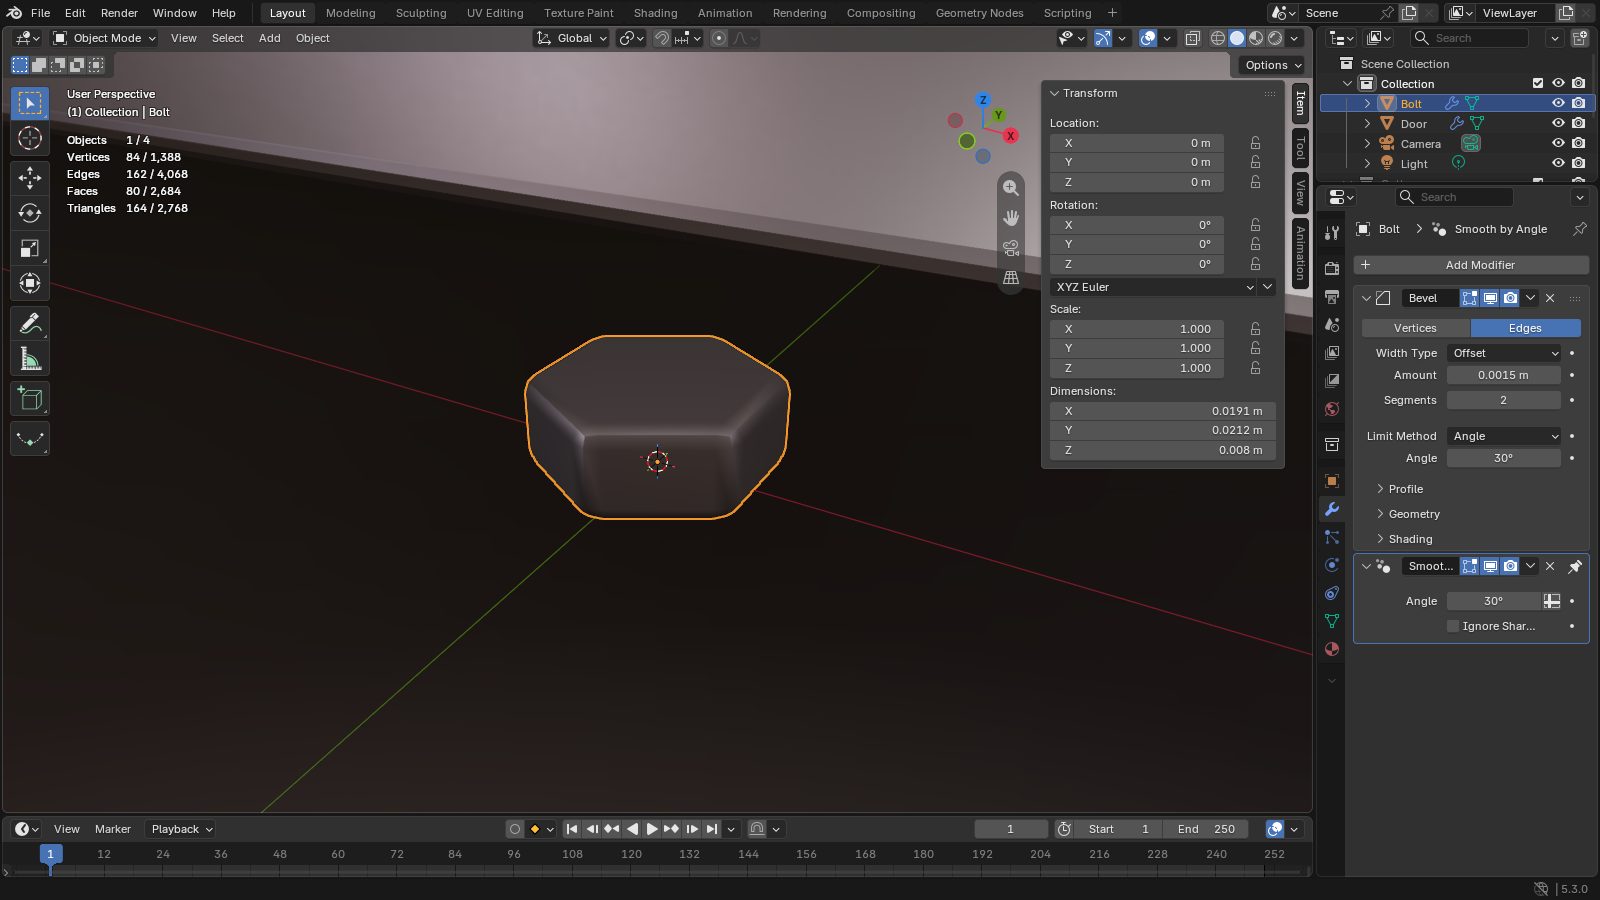 File Edit Render Window Help Layout Modeling Sculpting UV Editing Texture Paint Shading Animation Rendering Compositing Geometry Nodes Scripting + Scene ViewLayer
Object Mode View Select Add Object Global
Options
User Perspective
(1) Collection | Bolt
Objects 1 / 4
Vertices 84 / 1,388
Edges 162 / 4,068
Faces 80 / 2,684
Triangles 164 / 2,768
Z
Y
X
Transform
Location:
X 0 m
Y 0 m
Z 0 m
Rotation:
X 0°
Y 0°
Z 0°
XYZ Euler
Scale:
X 1.000
Y 1.000
Z 1.000
Dimensions:
X 0.0191 m
Y 0.0212 m
Z 0.008 m
Item
Tool
View
Animation
Search
Scene Collection
Collection
Bolt
Door
Camera
Light
Search
Bolt Smooth by Angle
+ Add Modifier
Bevel
Vertices Edges
Width Type Offset
Amount 0.0015 m
Segments 2
Limit Method Angle
Angle 30°
Profile
Geometry
Shading
Smoot...
Angle 30°
Ignore Shar...
View Marker Playback 1 Start 1 End 250
1 12 24 36 48 60 72 84 96 108 120 132 144 156 168 180 192 204 216 228 240 252
5.3.0